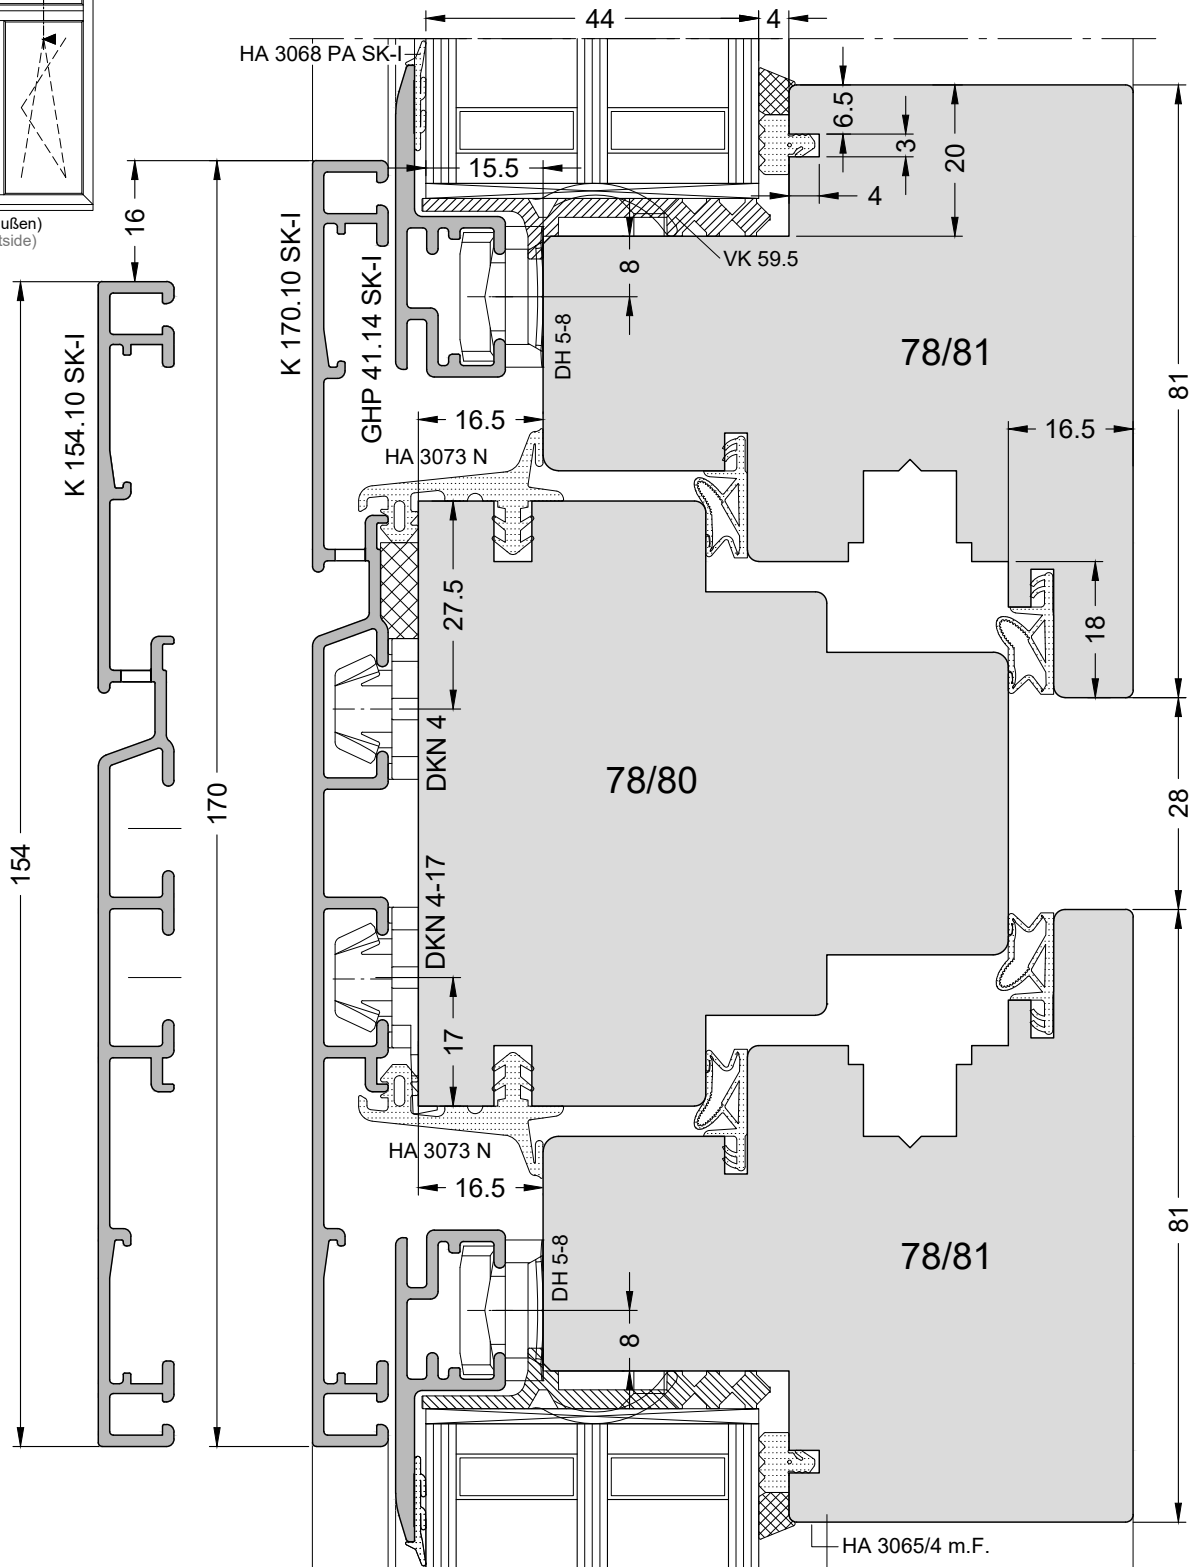 44
4
HA 3068 PA SK-I
6.5
3
20
4
15.5
16
ußen)
tside)
K 170.10 SK-I
GHP 41.14 SK-I
8
VK 59.5
DH 5-8
78/81
81
K 154.10 SK-I
16.5
16.5
HA 3073 N
27.5
18
DKN 4
78/80
170
28
154
DKN 4-17
17
HA 3073 N
16.5
81
DH 5-8
78/81
8
HA 3065/4 m.F.